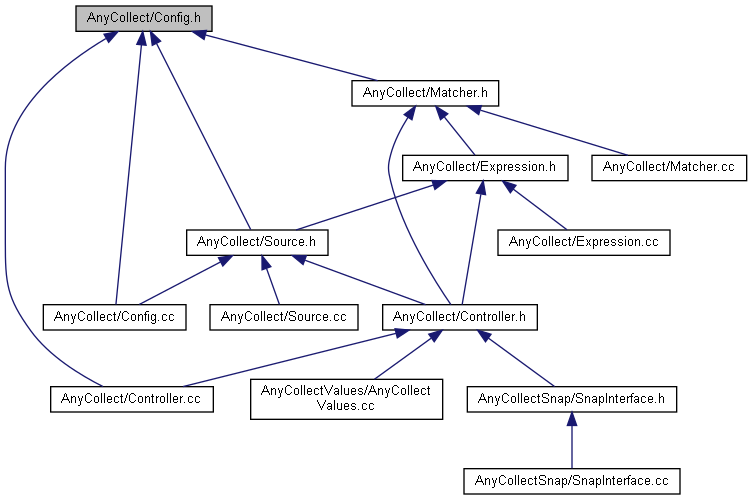 AnyCollect/Config.h
AnyCollect/Matcher.h
AnyCollect/Expression.h
AnyCollect/Matcher.cc
AnyCollect/Source.h
AnyCollect/Expression.cc
AnyCollect/Config.cc
AnyCollect/Source.cc
AnyCollect/Controller.h
AnyCollect/Controller.cc
AnyCollectValues/AnyCollect
Values.cc
AnyCollectSnap/SnapInterface.h
AnyCollectSnap/SnapInterface.cc